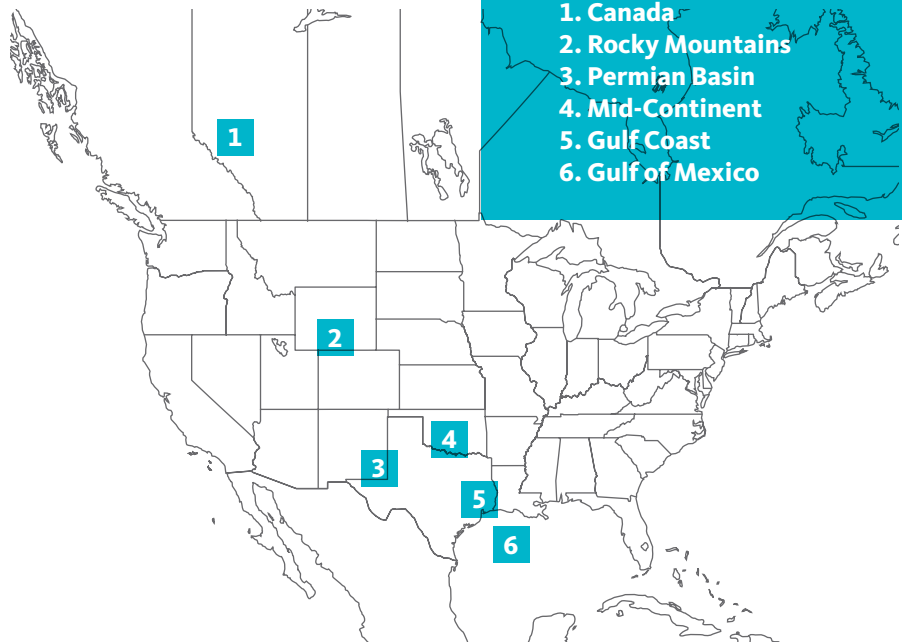 1. Canada
2. Rocky Mountains
3. Permian Basin
4. Mid-Continent
5. Gulf Coast
6. Gulf of Mexico
1
2
4
3
5
6